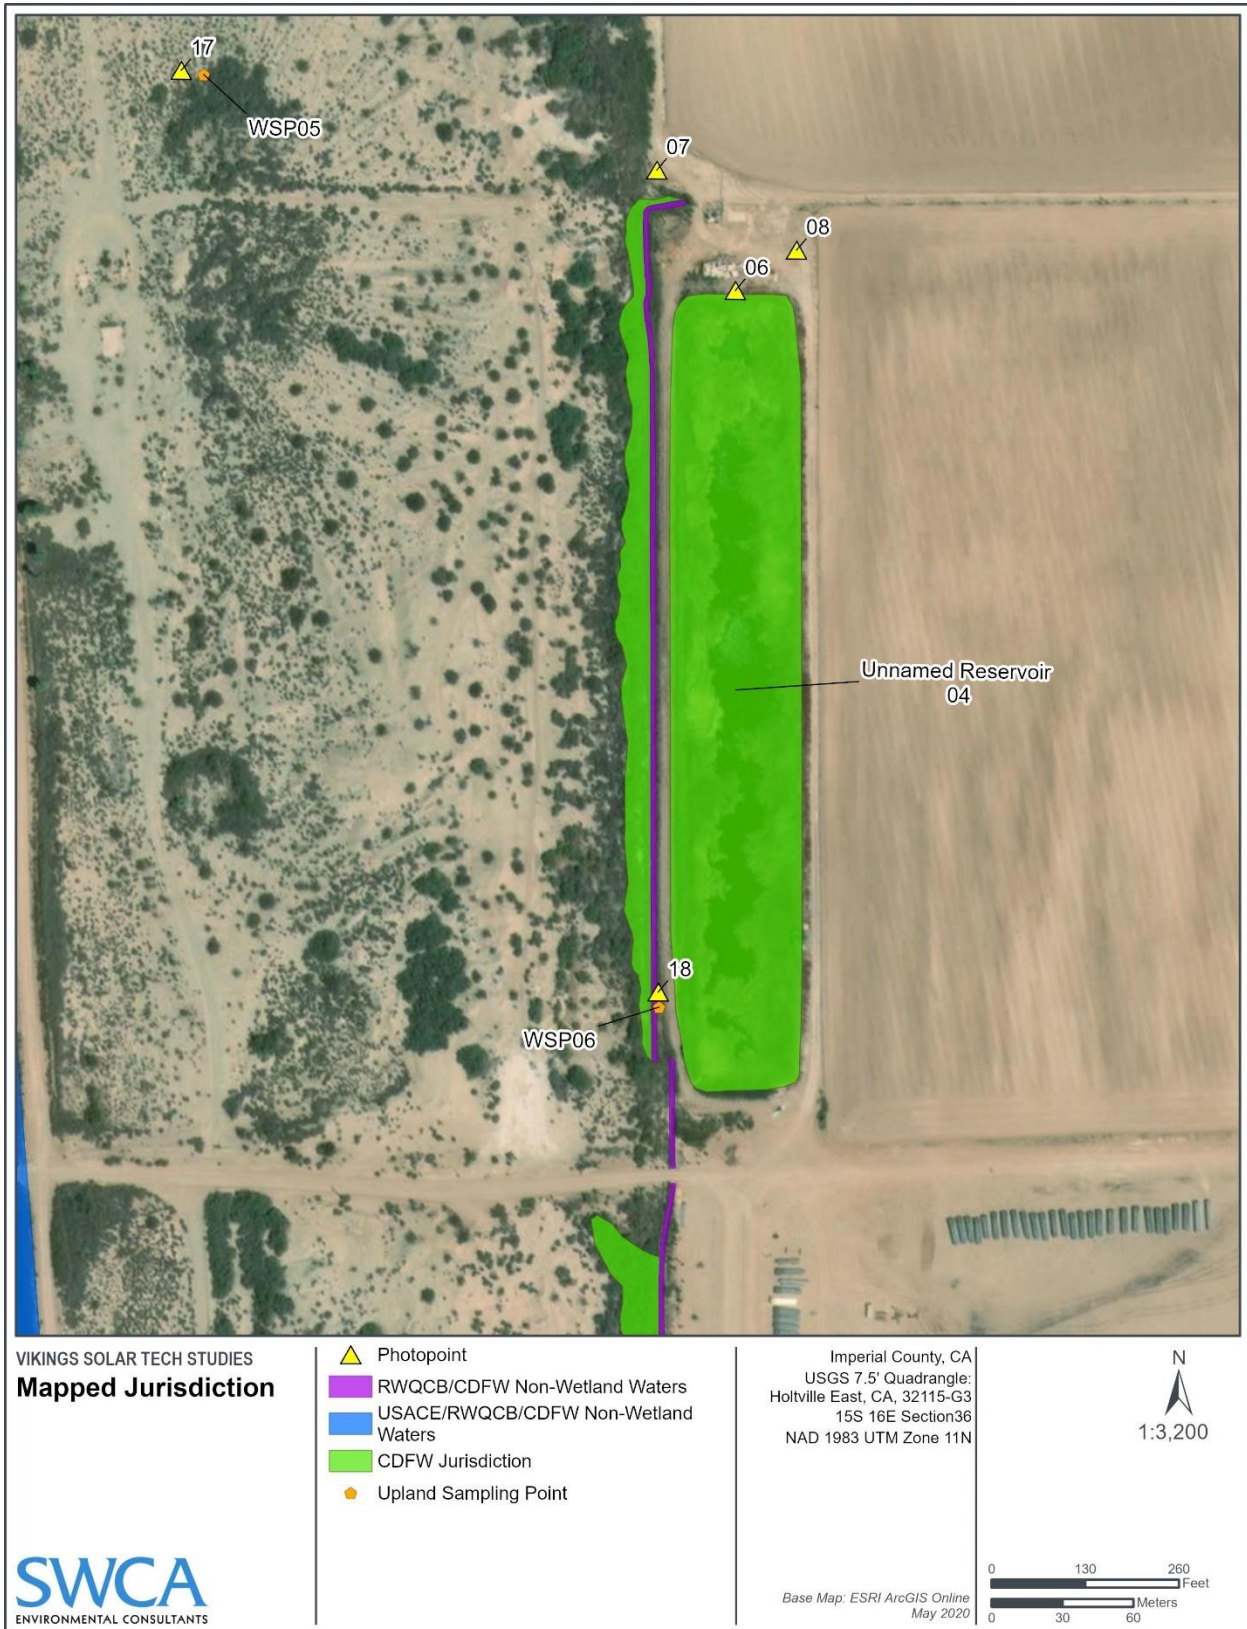 17
WSP05
07
08
06
Unnamed Reservoir
04
18
WSP06
VIKINGS SOLAR TECH STUDIES
Mapped Jurisdiction
SWCA
ENVIRONMENTAL CONSULTANTS
Photopoint
RWQCB/CDFW Non-Wetland Waters
USACE/RWQCB/CDFW Non-Wetland
Waters
CDFW Jurisdiction
Upland Sampling Point
Imperial County, CA
USGS 7.5' Quadrangle:
Holtville East, CA, 32115-G3
15S 16E Section36
NAD 1983 UTM Zone 11N
Base Map: ESRI ArcGIS Online
May 2020
N
1:3,200
0 130 260
Feet
Meters
0 30 60